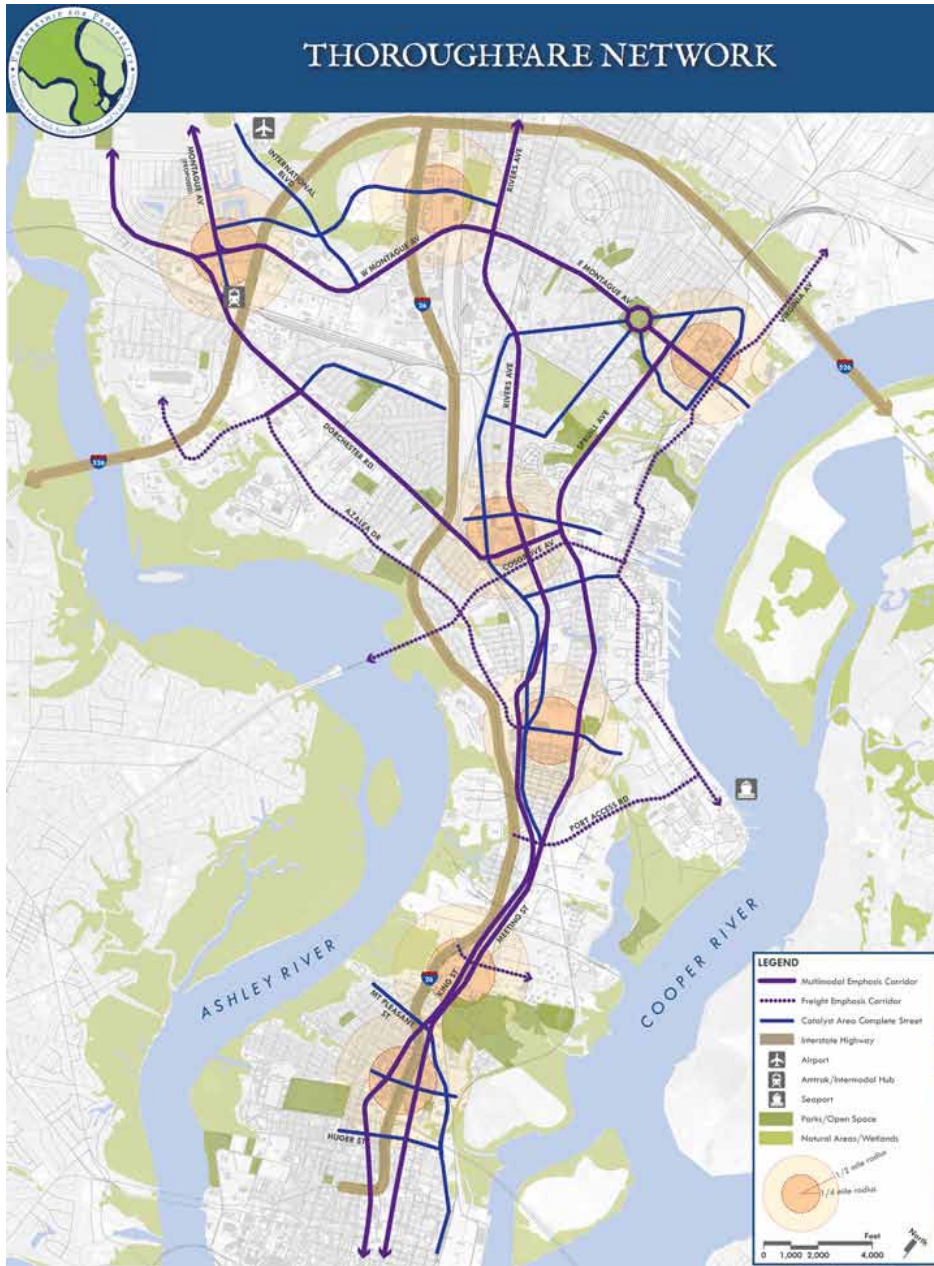 PARTNERSHIP FOR PROSPERITY
THOROUGHFARE NETWORK
MONTAGUE AV
(PROPOSED)
INTERNATIONAL
BLVD
RIVERS AVE
W MONTAGUE AV
E MONTAGUE AV
VIRGINIA AV
26
526
RIVERS AVE
SPRUILL AVE
DORCHESTER RD
526
AZALEA DR
COSGROVE AV
PORT ACCESS RD
MEETING ST
KING ST
26
MT PLEASANT
ST
HUGER ST
ASHLEY RIVER
COOPER RIVER
LEGEND
Multimodal Emphasis Corridor
Freight Emphasis Corridor
Catalyst Area Complete Street
Interstate Highway
Airport
Amtrak/Intermodal Hub
Seaport
Parks/Open Space
Natural Areas/Wetlands
1/2 mile radius
1/4 mile radius
Feet
0 1,000 2,000 4,000
North